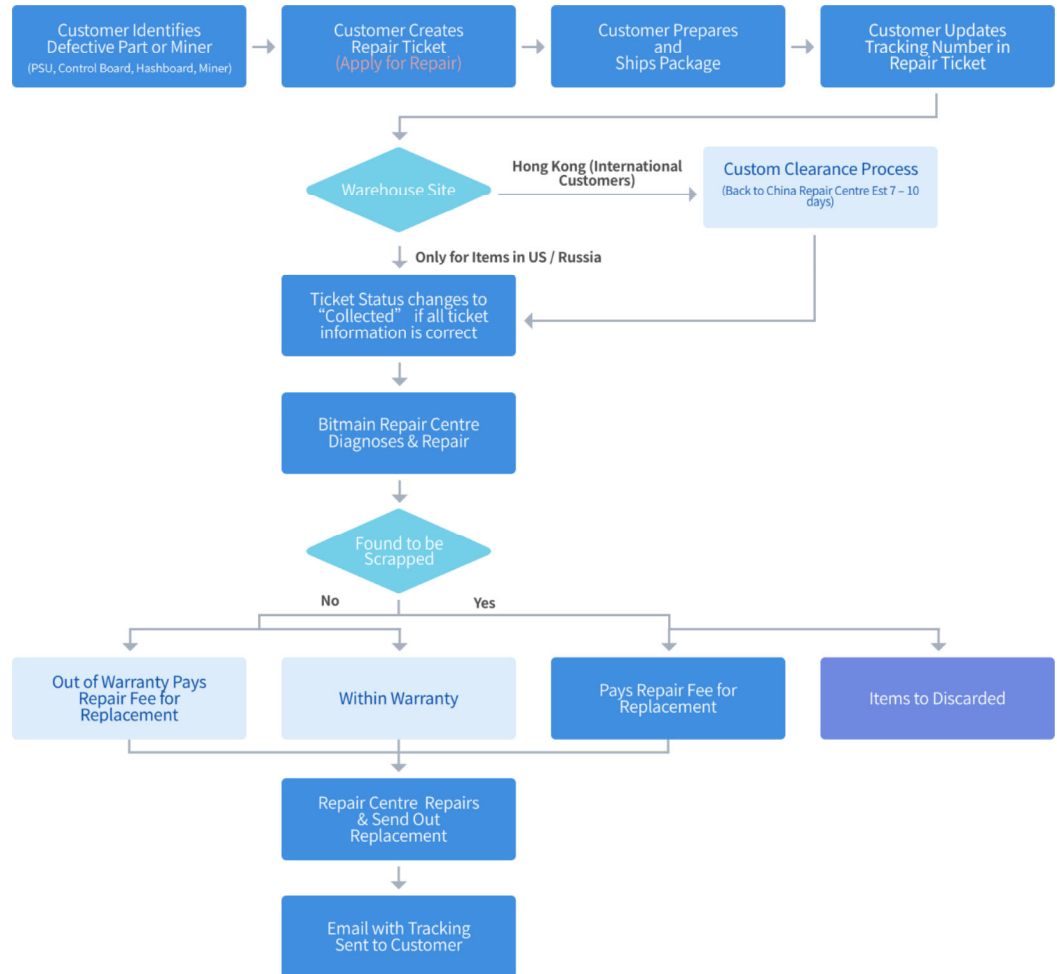 Customer Identifies
Defective Part or Miner
(PSU, Control Board, Hashboard, Miner)
Customer Creates
Repair Ticket
(Apply for Repair)
Customer Prepares
and
Ships Package
Customer Updates
Tracking Number in
Repair Ticket
Warehouse Site
Hong Kong (International
Customers)
Custom Clearance Process
(Back to China Repair Centre Est 7 – 10
days)
Only for Items in US / Russia
Ticket Status changes to
“Collected” if all ticket
information is correct
Bitmain Repair Centre
Diagnoses & Repair
Found to be
Scrapped
No
Yes
Out of Warranty Pays
Repair Fee for
Replacement
Within Warranty
Pays Repair Fee for
Replacement
Items to Discarded
Repair Centre Repairs
& Send Out
Replacement
Email with Tracking
Sent to Customer